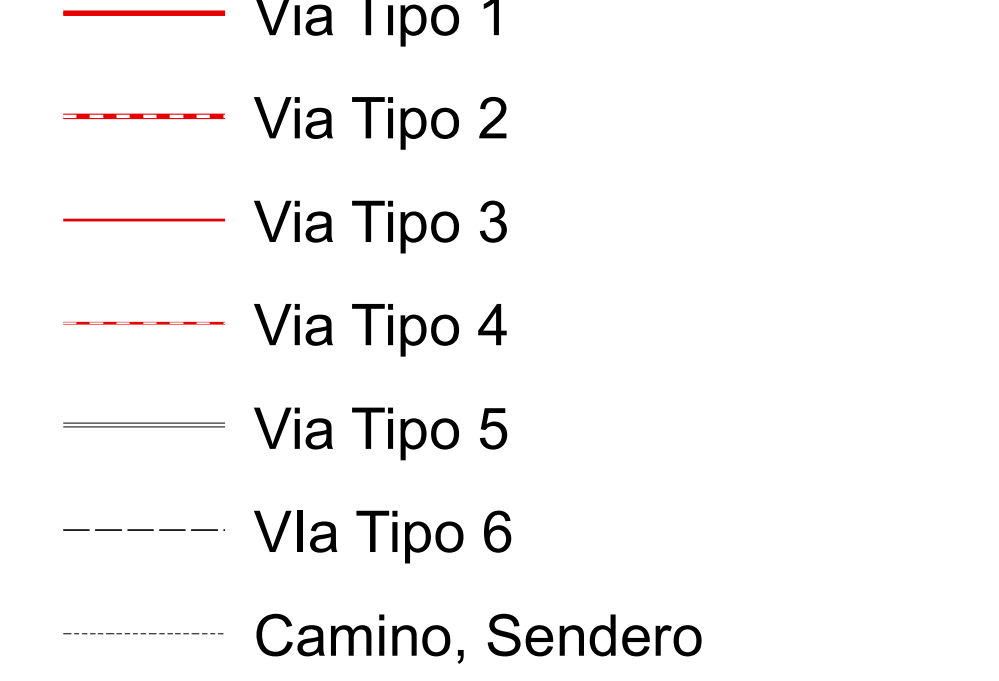 Via Tipo 1
Via Tipo 2
Via Tipo 3
Via Tipo 4
Via Tipo 5
VIa Tipo 6
Camino, Sendero